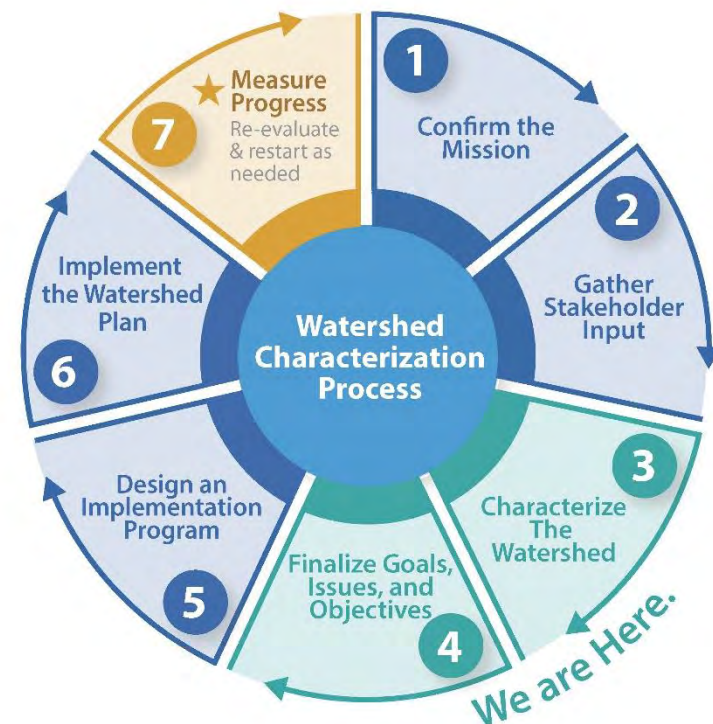 Watershed
Characterization
Process
1
Confirm the
Mission
2
Gather
Stakeholder
Input
3
Characterize
The
Watershed
We are Here.
4
Finalize Goals,
Issues, and
Objectives
5
Design an
Implementation
Program
6
Implement
the Watershed
Plan
7
Measure
Progress
Re-evaluate
& restart as
needed